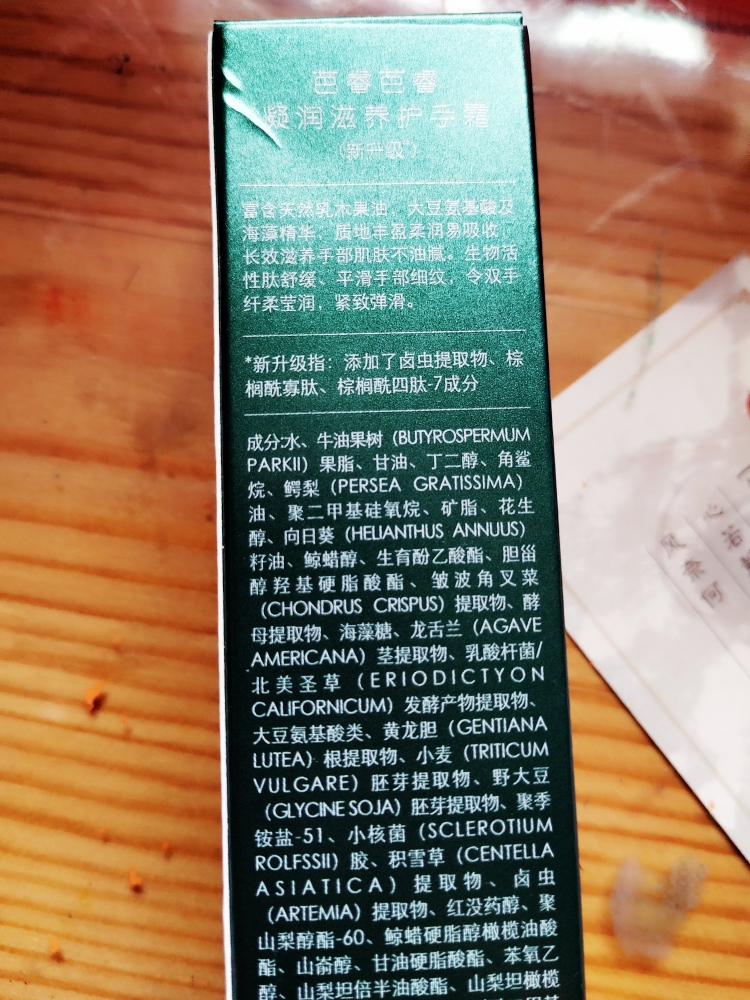 芭睿芭睿
凝润滋养护手霜
(新升级*)
富含天然乳木果油，大豆氨基酸及
海藻精华，质地丰盈柔润易吸收，
长效滋养手部肌肤不油腻。生物活
性肽舒缓、平滑手部细纹，令双手
纤柔莹润，紧致弹滑。
*新升级指：添加了卤虫提取物、棕
榈酰寡肽、棕榈酰四肽-7成分
成分:水、牛油果树（BUTYROSPERMUM
PARKII）果脂、甘油、丁二醇、角鲨
烷、鳄梨（PERSEA GRATISSIMA）
油、聚二甲基硅氧烷、矿脂、花生
醇、向日葵（HELIANTHUS ANNUUS）
籽油、鲸蜡醇、生育酚乙酸酯、胆甾
醇羟基硬脂酸酯、皱波角叉菜
（CHONDRUS CRISPUS）提取物、酵
母提取物、海藻糖、龙舌兰（AGAVE
AMERICANA）茎提取物、乳酸杆菌/
北美圣草（ERIODICTYON
CALIFORNICUM）发酵产物提取物、
大豆氨基酸类、黄龙胆（GENTIANA
LUTEA）根提取物、小麦（TRITICUM
VULGARE）胚芽提取物、野大豆
（GLYCINE SOJA）胚芽提取物、聚季
铵盐-51、小核菌（SCLEROTIUM
ROLFSSII）胶、积雪草（CENTELLA
ASIATICA）提取物、卤虫
（ARTEMIA）提取物、红没药醇、聚
山梨醇酯-60、鲸蜡硬脂醇橄榄油酸
酯、山嵛醇、甘油硬脂酸酯、苯氧乙
醇、山梨坦倍半油酸酯、山梨坦橄榄